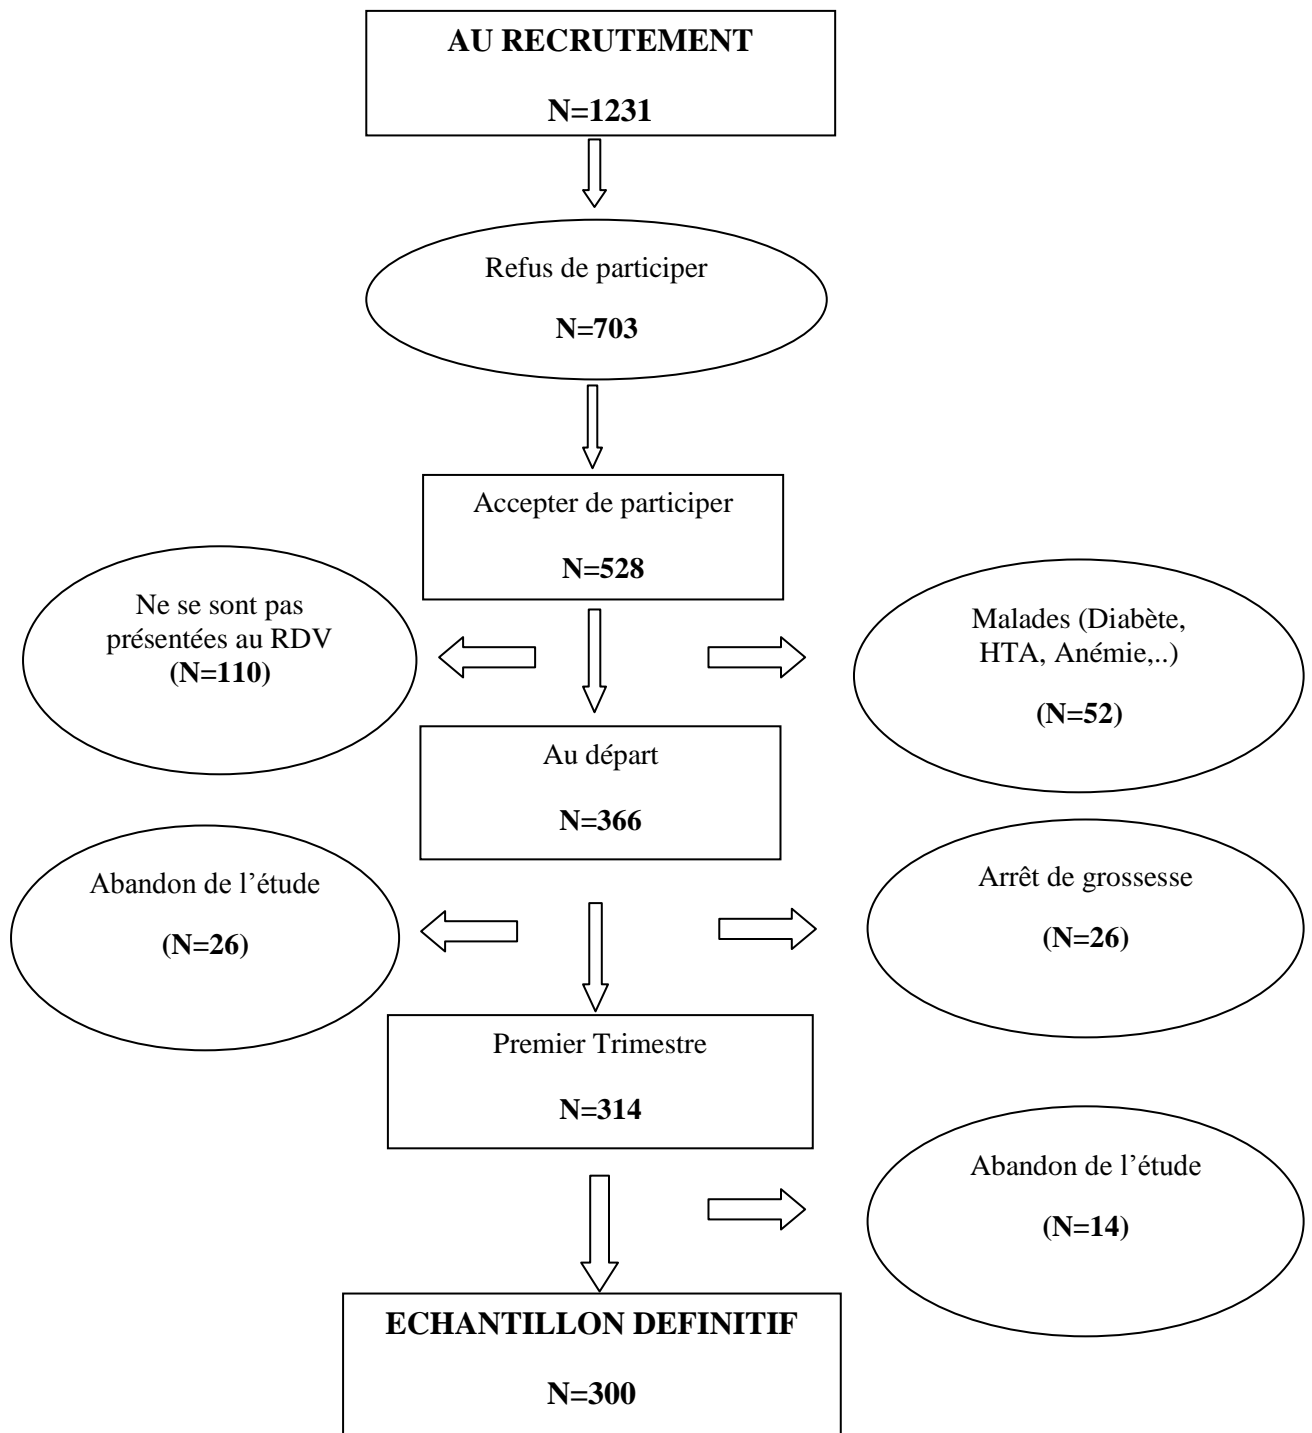 AU RECRUTEMENT
N=1231
Refus de participer
N=703
Accepter de participer
N=528
Ne se sont pas
présentées au RDV
(N=110)
Malades (Diabète,
HTA, Anémie,..)
(N=52)
Au départ
N=366
Abandon de l’étude
(N=26)
Arrêt de grossesse
(N=26)
Premier Trimestre
N=314
Abandon de l’étude
(N=14)
ECHANTILLON DEFINITIF
N=300